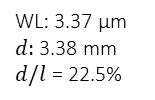 WL: 3.37 µm
d: 3.38 mm
d/l = 22.5%